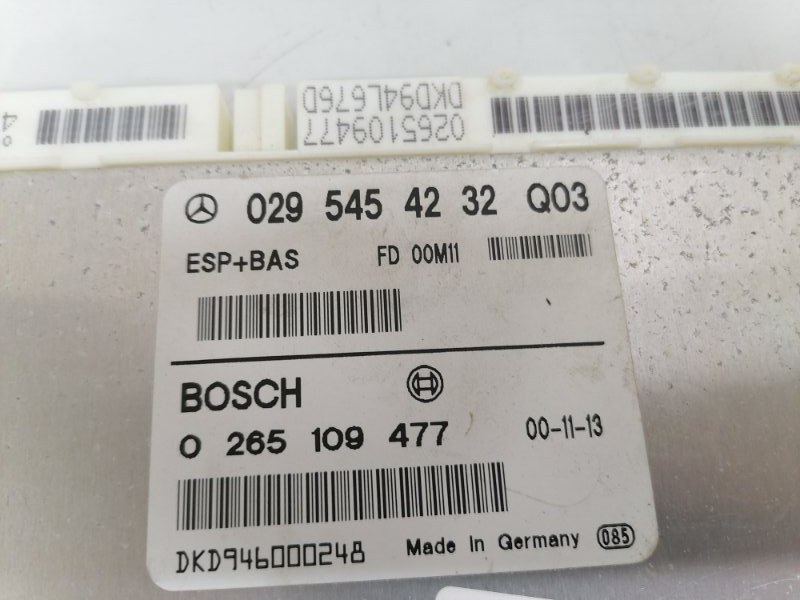 4
0265109477
DKD94L676D
029 545 42 32 Q03
ESP+BAS FD 00M11
BOSCH
0 265 109 477 00-11-13
DKD946000248 Made In Germany 085